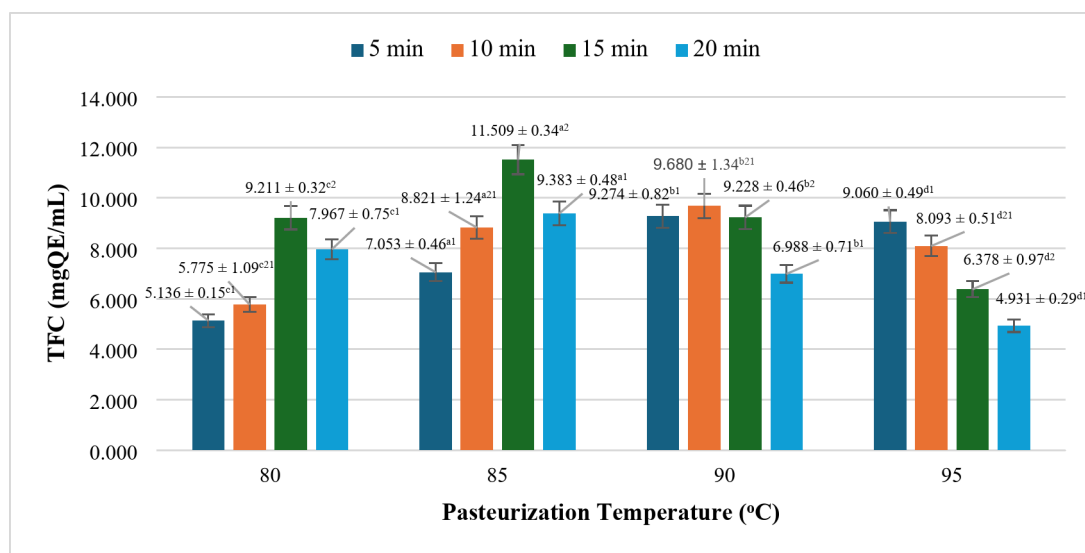 5 min 10 min 15 min 20 min
TFC (mgQE/mL)
14.000
12.000
10.000
8.000
6.000
4.000
2.000
0.000
5.136 ± 0.15ᶜ¹
5.775 ± 1.09ᶜ²¹
9.211 ± 0.32ᶜ²
7.967 ± 0.75ᶜ¹
7.053 ± 0.46ᵃ¹
8.821 ± 1.24ᵃ²¹
11.509 ± 0.34ᵃ²
9.383 ± 0.48ᵃ¹
9.274 ± 0.82ᵇ¹
9.680 ± 1.34ᵇ²¹
9.228 ± 0.46ᵇ²
6.988 ± 0.71ᵇ¹
9.060 ± 0.49ᵈ¹
8.093 ± 0.51ᵈ²¹
6.378 ± 0.97ᵈ²
4.931 ± 0.29ᵈ¹
80 85 90 95
Pasteurization Temperature (ᵒC)